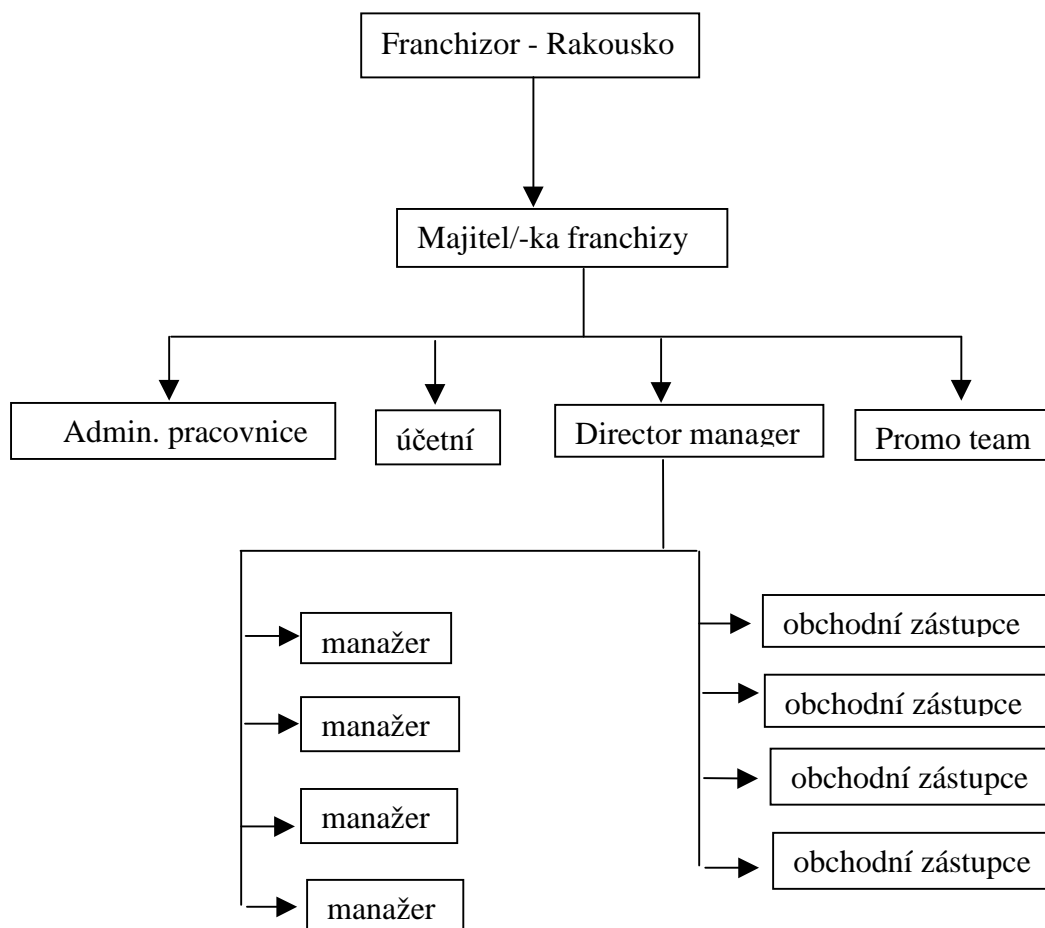 Franchizor - Rakousko
Majitel/-ka franchizy
Admin. pracovnice
účetní
Director manager
Promo team
manažer
manažer
manažer
manažer
obchodní zástupce
obchodní zástupce
obchodní zástupce
obchodní zástupce